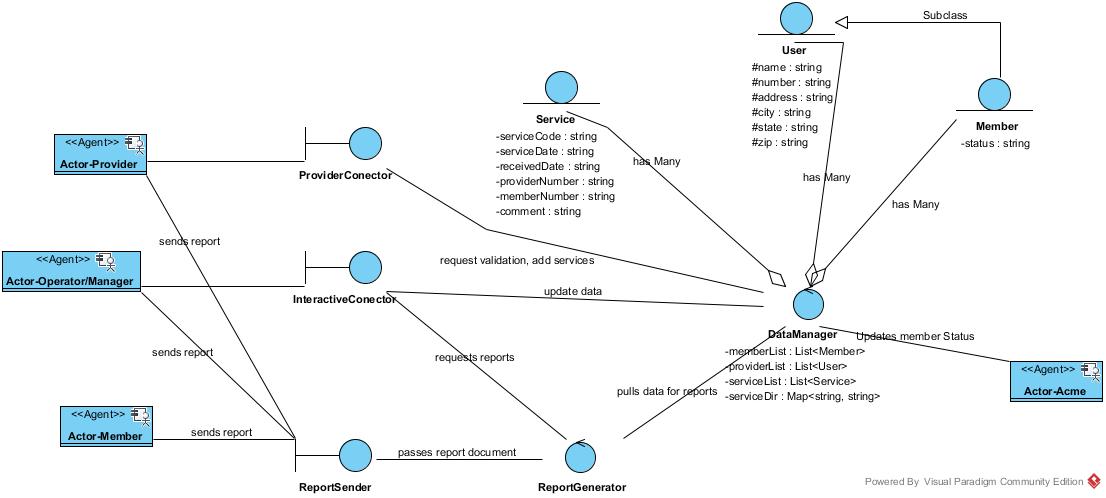 User
#name : string
#number : string
#address : string
#city : string
#state : string
#zip : string
Subclass
Member
-status : string
Service
-serviceCode : string
-serviceDate : string
-receivedDate : string
-providerNumber : string
-memberNumber : string
-comment : string
has Many
has Many
has Many
<<Agent>>
Actor-Provider
ProviderConector
sends report
request validation, add services
<<Agent>>
Actor-Operator/Manager
InteractiveConector
update data
sends report
requests reports
DataManager
-memberList : List<Member>
-providerList : List<User>
-serviceList : List<Service>
-serviceDir : Map<string, string>
Updates member Status
<<Agent>>
Actor-Acme
pulls data for reports
<<Agent>>
Actor-Member
sends report
ReportSender
passes report document
ReportGenerator
Powered By Visual Paradigm Community Edition